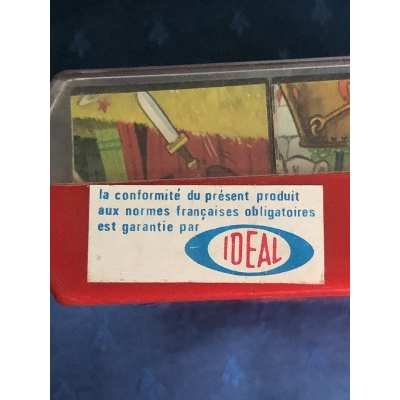 la conformité du présent produit
aux normes françaises obligatoires
est garantie par
IDEAL